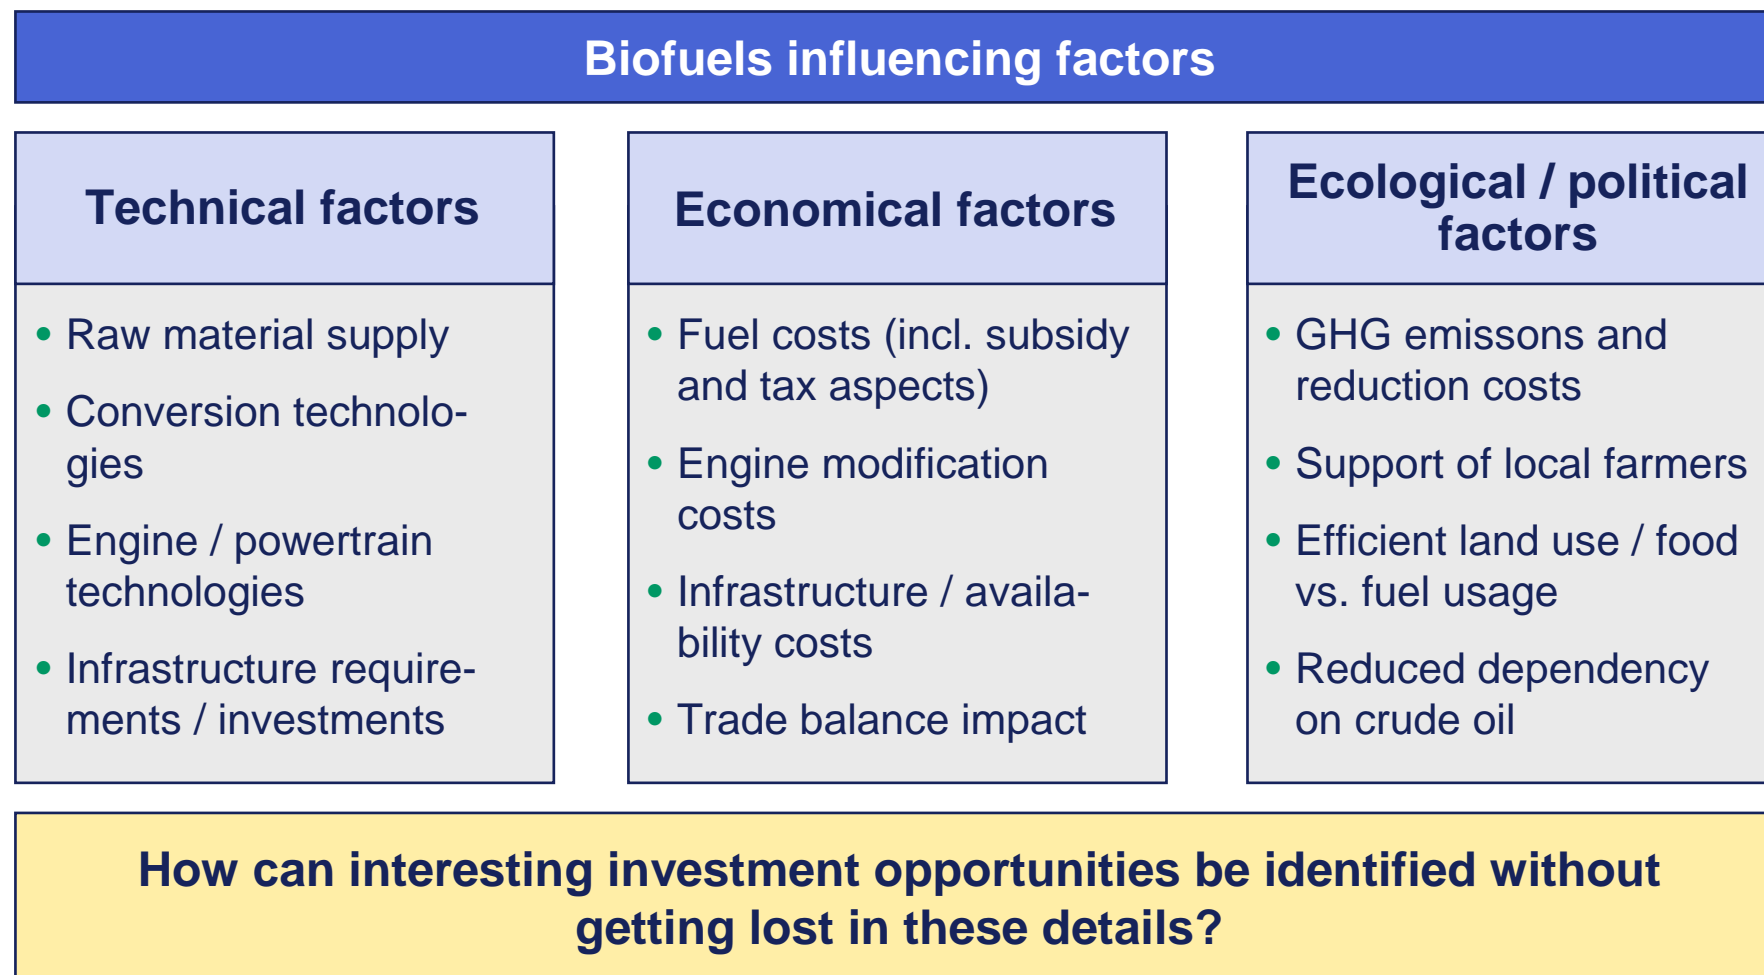 Biofuels influencing factors
Technical factors
• Raw material supply
• Conversion technolo-
gies
• Engine / powertrain
technologies
• Infrastructure require-
ments / investments
Economical factors
• Fuel costs (incl. subsidy
and tax aspects)
• Engine modification
costs
• Infrastructure / availa-
bility costs
• Trade balance impact
Ecological / political
factors
• GHG emissons and
reduction costs
• Support of local farmers
• Efficient land use / food
vs. fuel usage
• Reduced dependency
on crude oil
How can interesting investment opportunities be identified without
getting lost in these details?